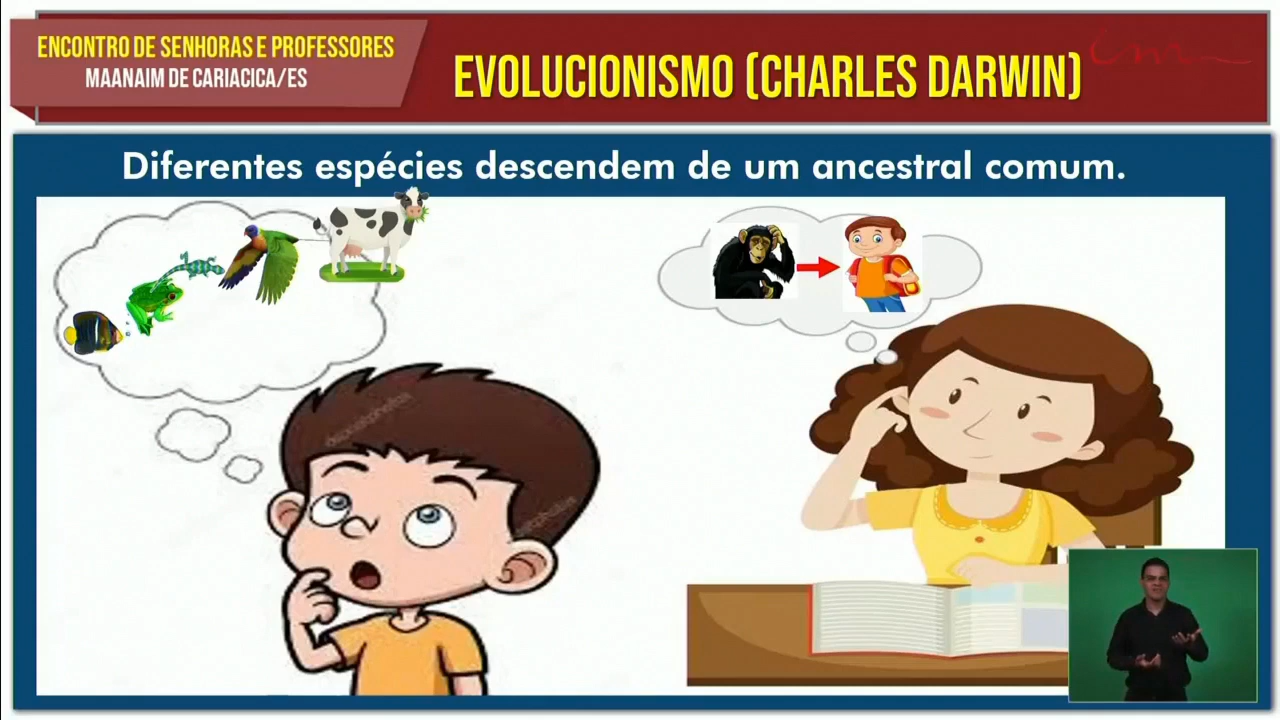 ENCONTRO DE SENHORAS E PROFESSORES
MAANAIM DE CARIACICA/ES
EVOLUCIONISMO (CHARLES DARWIN)
Diferentes espécies descendem de um ancestral comum.